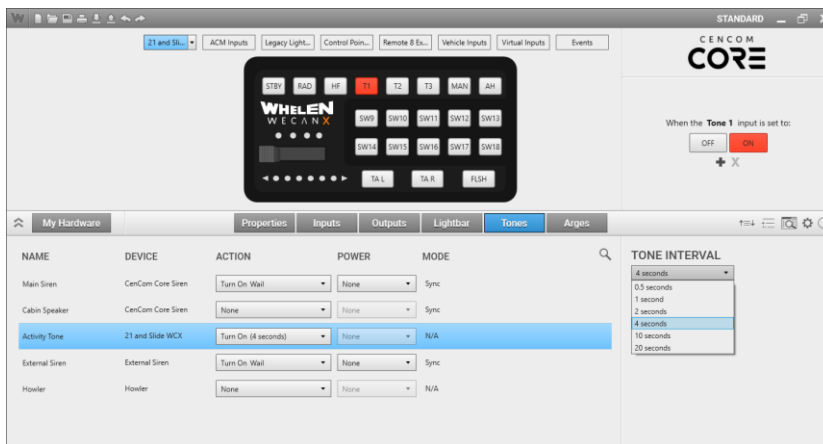 W
STANDARD
21 and Sli...
ACM Inputs
Legacy Light...
Control Poin...
Remote 8 Ex...
Vehicle Inputs
Virtual Inputs
Events
STBY RAD HF T1 T2 T3 MAN AH
WHELEN
WECANX
SW9 SW10 SW11 SW12 SW13
SW14 SW15 SW16 SW17 SW18
TA L TA R FLSH
CENCOM
CORE
When the Tone 1 input is set to:
OFF ON
My Hardware
Properties Inputs Outputs Lightbar Tones Arges
NAME DEVICE ACTION POWER MODE
Main Siren CenCom Core Siren Turn On Wail None Sync
Cabin Speaker CenCom Core Siren None None Sync
Activity Tone 21 and Slide WCX Turn On (4 seconds) None N/A
External Siren External Siren Turn On Wail None Sync
Howler Howler None None N/A
TONE INTERVAL
4 seconds
0.5 seconds
1 second
2 seconds
4 seconds
10 seconds
20 seconds